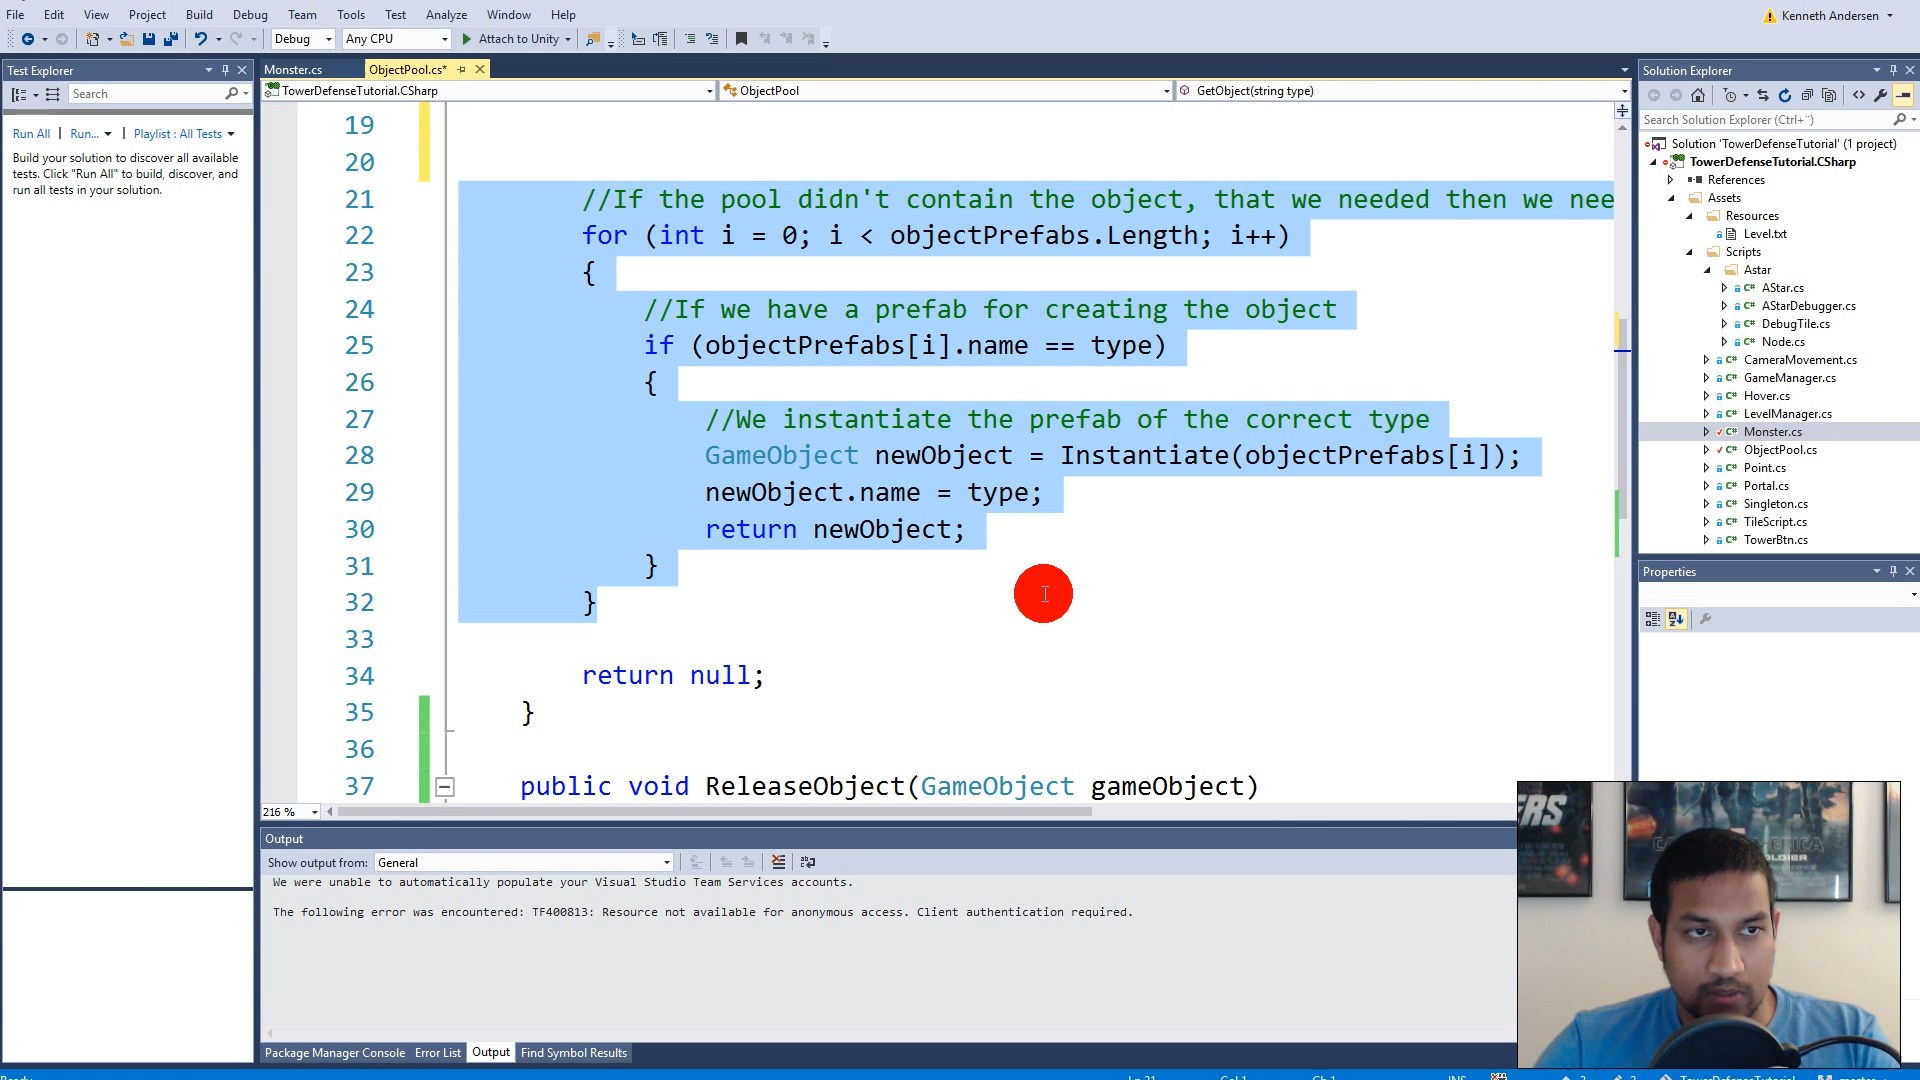 File Edit View Project Build Debug Team Tools Test Analyze Window Help
Kenneth Andersen
Debug Any CPU Attach to Unity
Test Explorer
Search
Run All Run... Playlist : All Tests
Build your solution to discover all available
tests. Click "Run All" to build, discover, and
run all tests in your solution.
Monster.cs ObjectPool.cs*
TowerDefenseTutorial.CSharp ObjectPool GetObject(string type)
19
20
21 //If the pool didn't contain the object, that we needed then we nee
22 for (int i = 0; i < objectPrefabs.Length; i++)
23 {
24 //If we have a prefab for creating the object
25 if (objectPrefabs[i].name == type)
26 {
27 //We instantiate the prefab of the correct type
28 GameObject newObject = Instantiate(objectPrefabs[i]);
29 newObject.name = type;
30 return newObject;
31 }
32 }
33
34 return null;
35 }
36
37 public void ReleaseObject(GameObject gameObject)
216 %
Output
Show output from: General
We were unable to automatically populate your Visual Studio Team Services accounts.
The following error was encountered: TF400813: Resource not available for anonymous access. Client authentication required.
Package Manager Console Error List Output Find Symbol Results
Solution Explorer
Search Solution Explorer (Ctrl+¨)
Solution 'TowerDefenseTutorial' (1 project)
TowerDefenseTutorial.CSharp
References
Assets
Resources
Level.txt
Scripts
Astar
AStar.cs
AStarDebugger.cs
DebugTile.cs
Node.cs
CameraMovement.cs
GameManager.cs
Hover.cs
LevelManager.cs
Monster.cs
ObjectPool.cs
Point.cs
Portal.cs
Singleton.cs
TileScript.cs
TowerBtn.cs
Properties